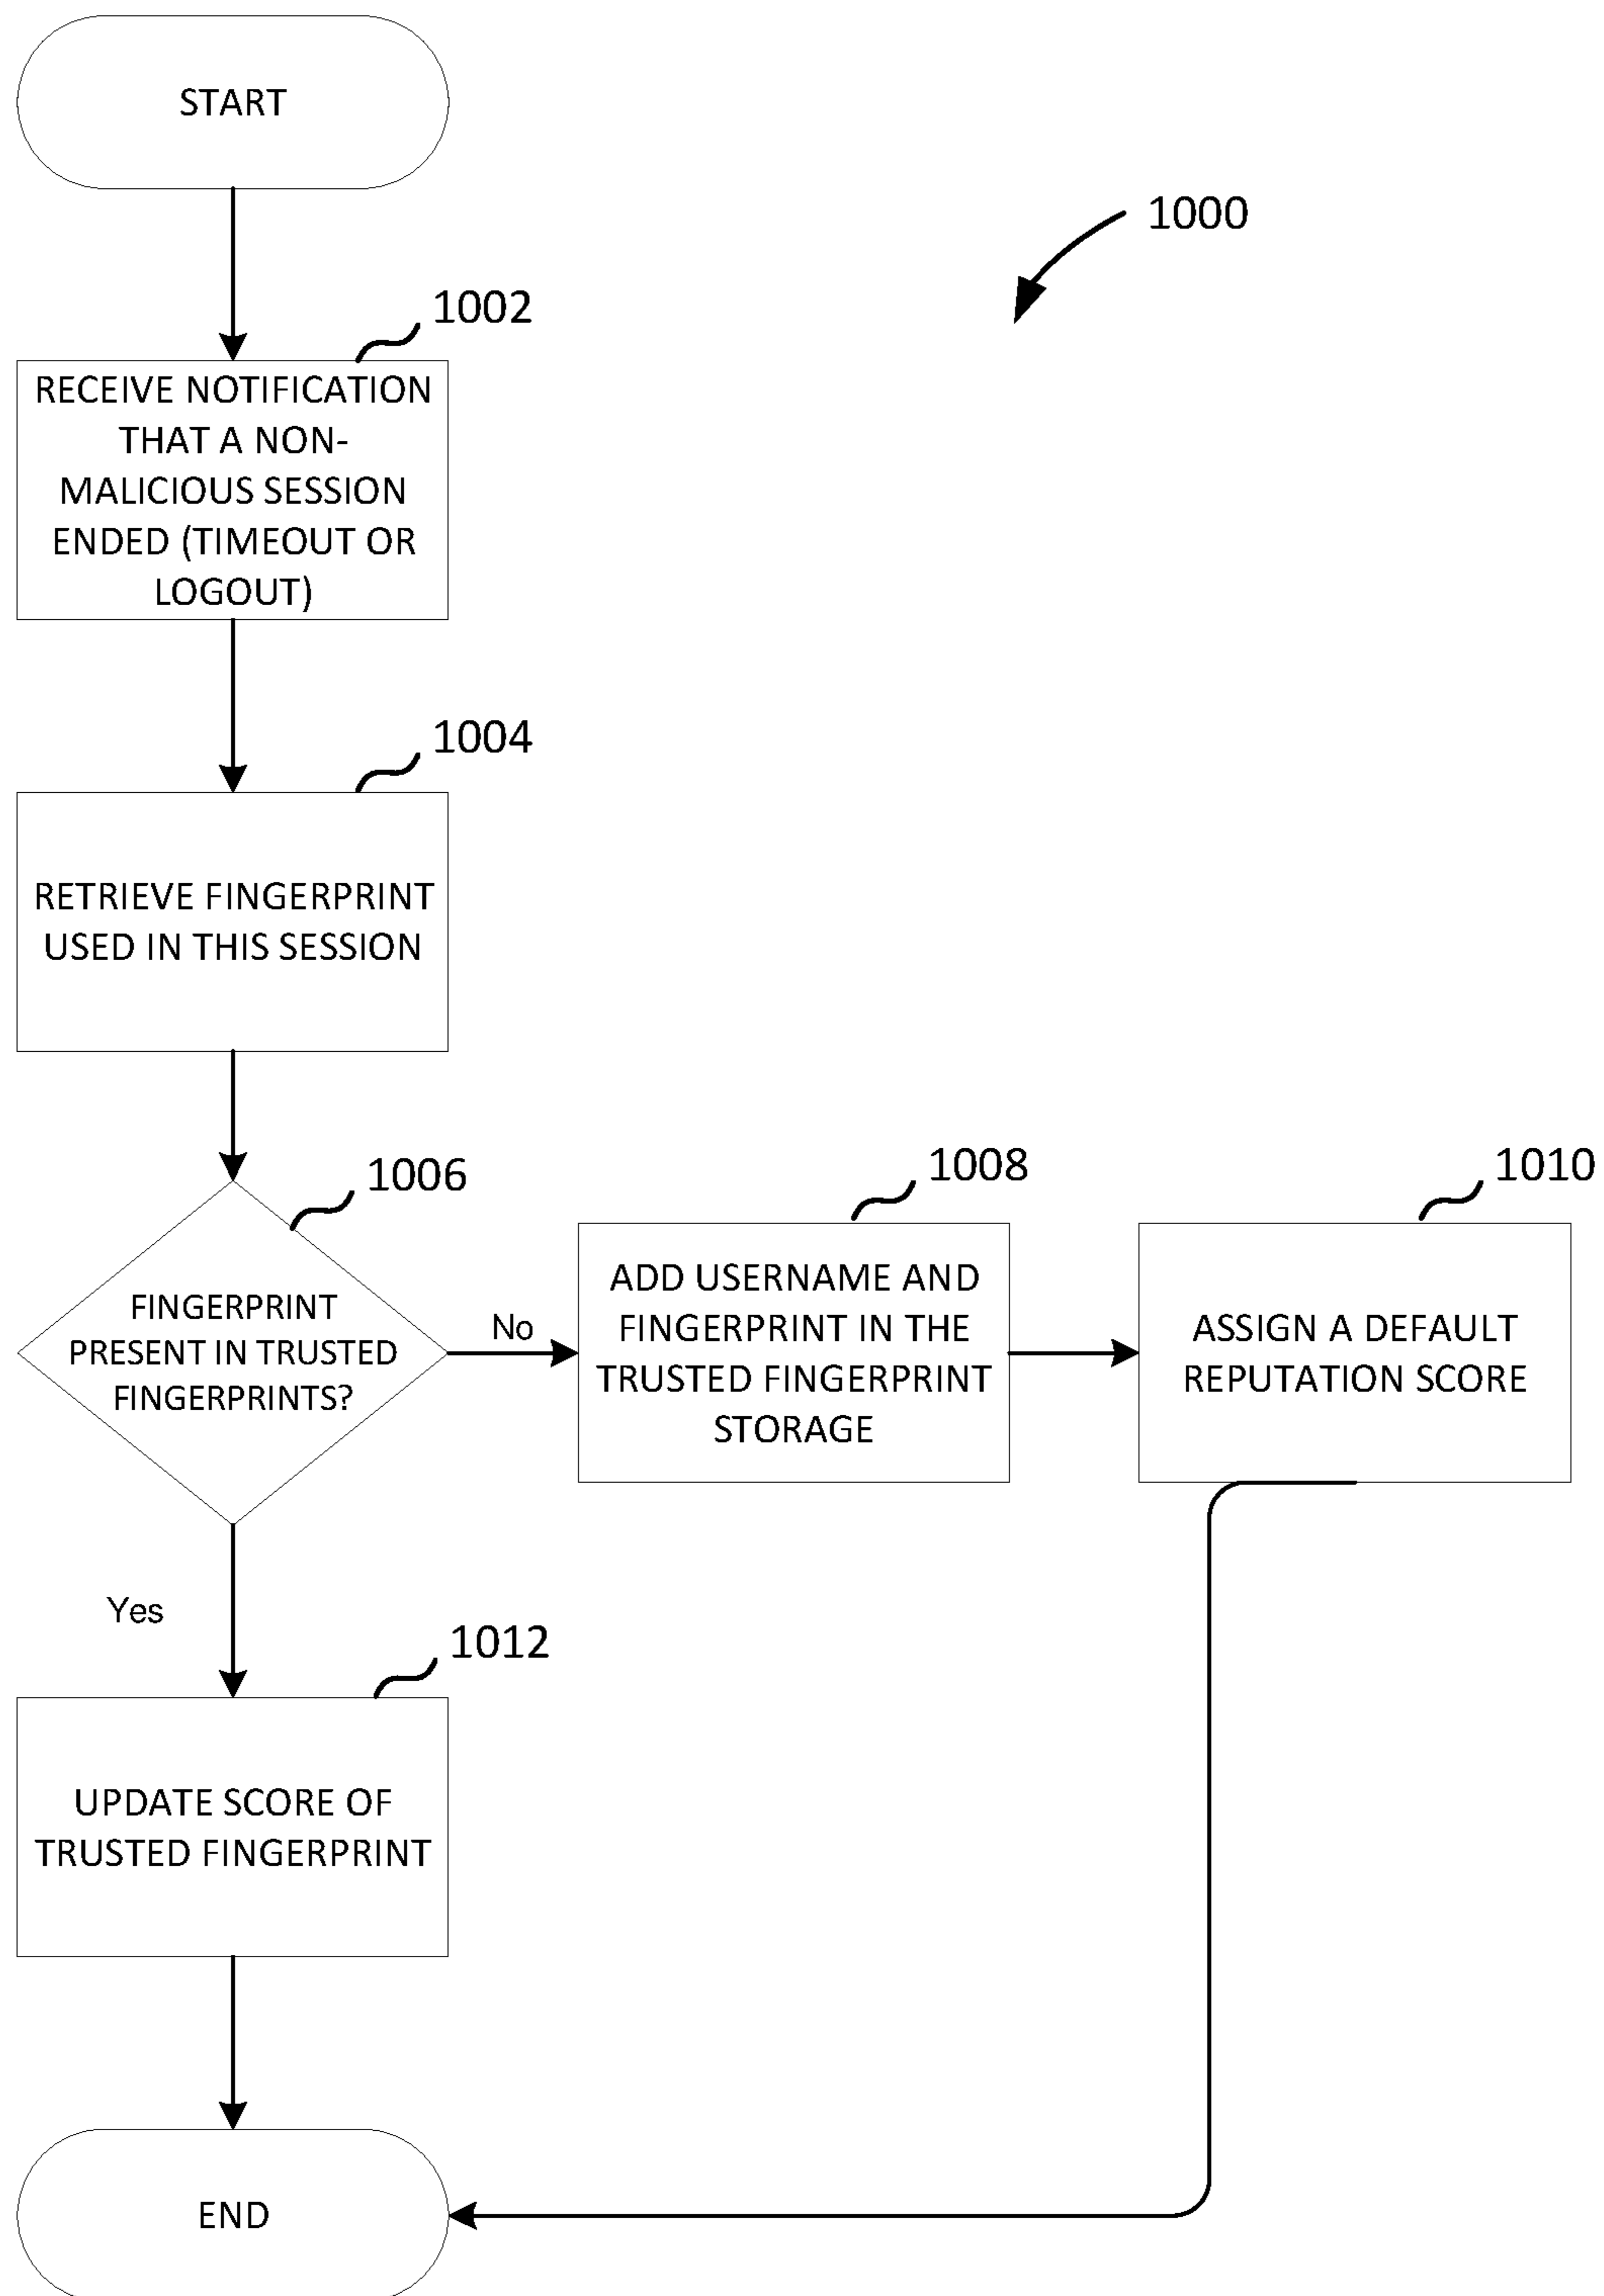 START
1000
1002
RECEIVE NOTIFICATION
THAT A NON-
MALICIOUS SESSION
ENDED (TIMEOUT OR
LOGOUT)
1004
RETRIEVE FINGERPRINT
USED IN THIS SESSION
1006
FINGERPRINT
PRESENT IN TRUSTED
FINGERPRINTS?
No
1008
ADD USERNAME AND
FINGERPRINT IN THE
TRUSTED FINGERPRINT
STORAGE
1010
ASSIGN A DEFAULT
REPUTATION SCORE
Yes
1012
UPDATE SCORE OF
TRUSTED FINGERPRINT
END